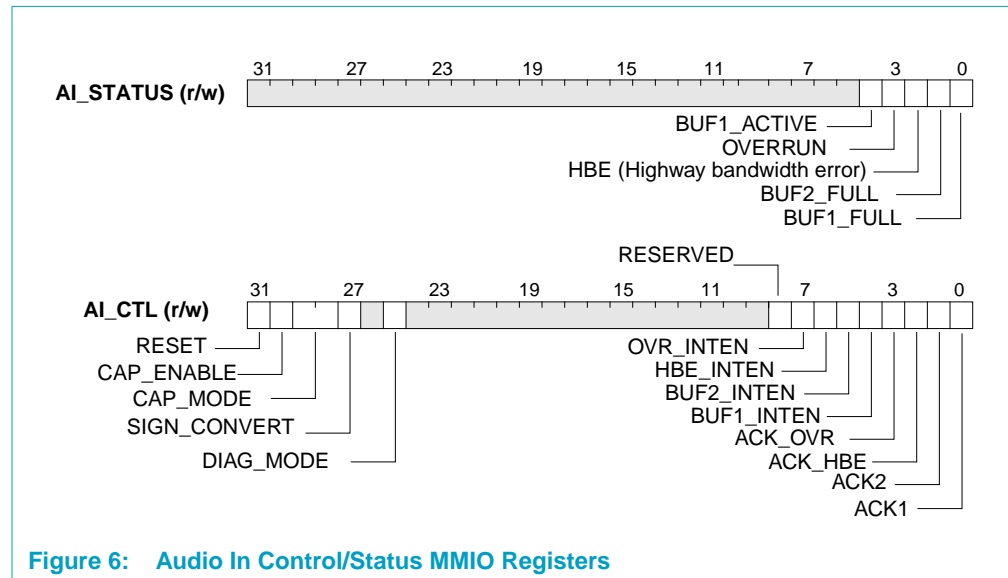 31 27 23 19 15 11 7 3 0
AI_STATUS (r/w)
BUF1_ACTIVE
OVERRUN
HBE (Highway bandwidth error)
BUF2_FULL
BUF1_FULL
RESERVED
31 27 23 19 15 11 7 3 0
AI_CTL (r/w)
RESET OVR_INTEN
CAP_ENABLE HBE_INTEN
CAP_MODE BUF2_INTEN
SIGN_CONVERT BUF1_INTEN
ACK_OVR
DIAG_MODE ACK_HBE
ACK2
ACK1
Figure 6: Audio In Control/Status MMIO Registers